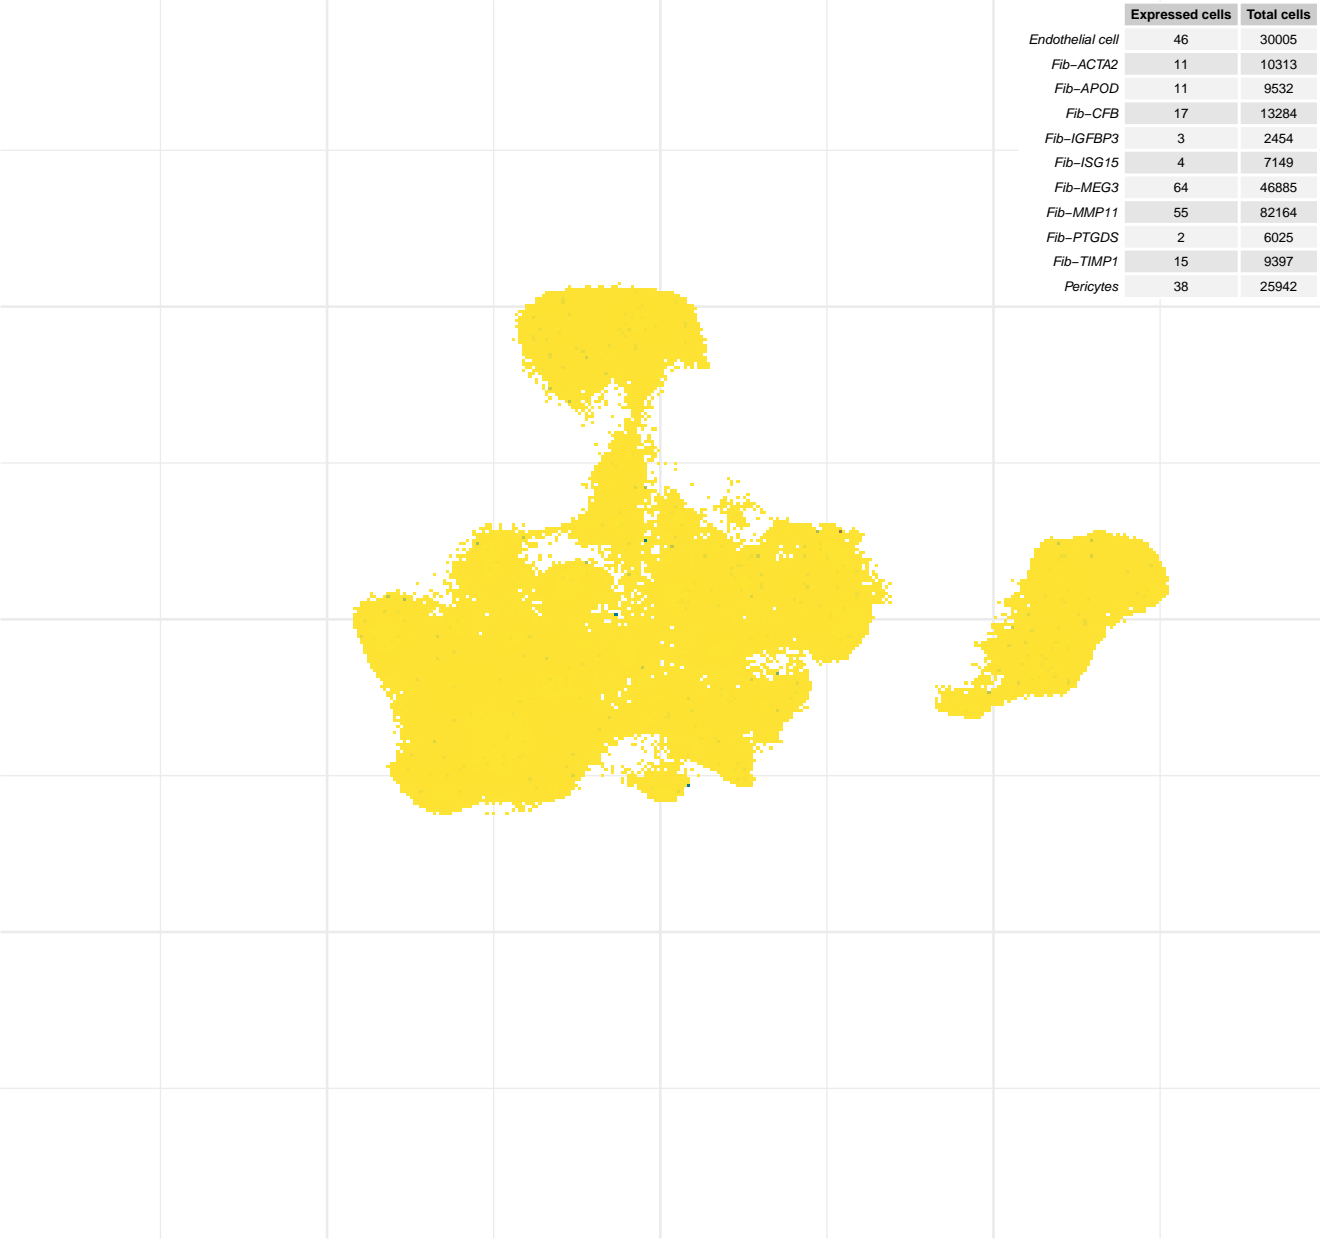 Expressed cells Total cells
Endothelial cell 46 30005
Fib−ACTA2 11 10313
Fib−APOD 11 9532
Fib−CFB 17 13284
Fib−IGFBP3 3 2454
Fib−ISG15 4 7149
Fib−MEG3 64 46885
Fib−MMP11 55 82164
Fib−PTGDS 2 6025
Fib−TIMP1 15 9397
Pericytes 38 25942